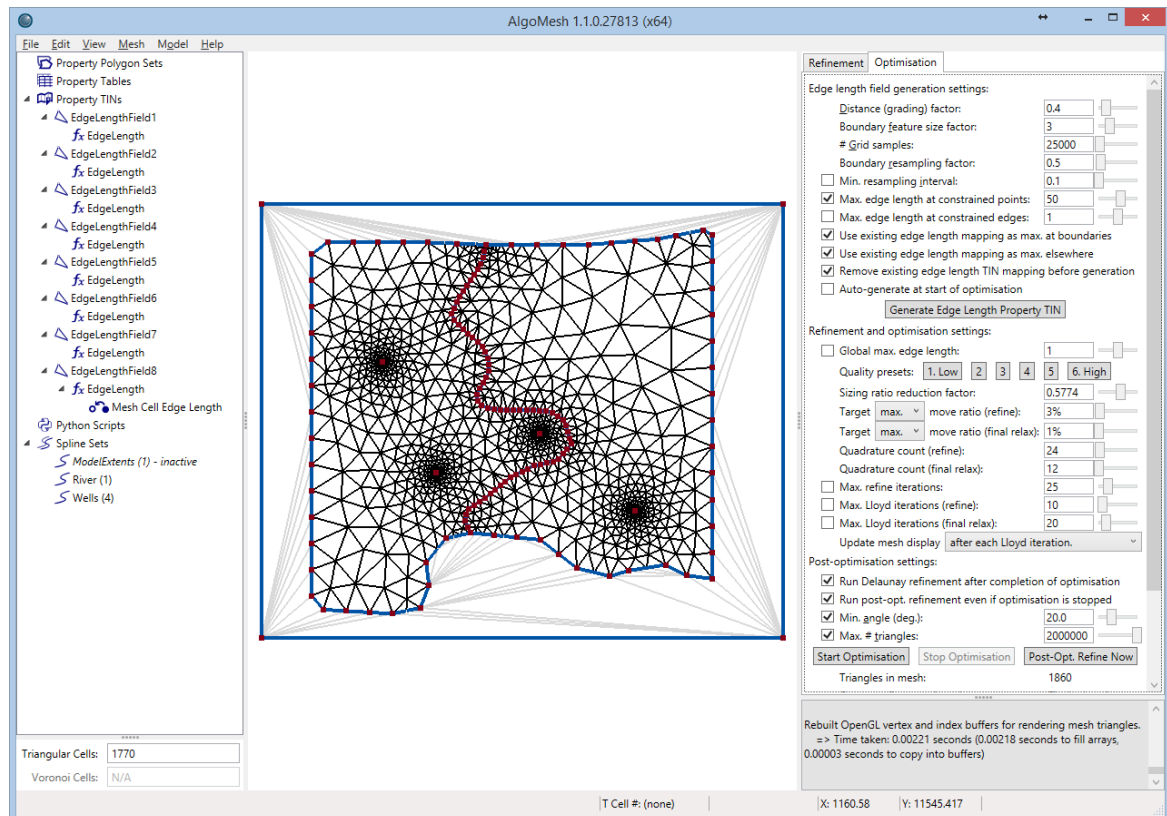 AlgoMesh 1.1.0.27813 (x64)
File Edit View Mesh Model Help
Property Polygon Sets
Property Tables
Property TINs
EdgeLengthField1
fx EdgeLength
EdgeLengthField2
fx EdgeLength
EdgeLengthField3
fx EdgeLength
EdgeLengthField4
fx EdgeLength
EdgeLengthField5
fx EdgeLength
EdgeLengthField6
fx EdgeLength
EdgeLengthField7
fx EdgeLength
EdgeLengthField8
fx EdgeLength
Mesh Cell Edge Length
Python Scripts
Spline Sets
ModelExtents (1) - inactive
River (1)
Wells (4)
Triangular Cells: 1770
Voronoi Cells: N/A
Refinement Optimisation
Edge length field generation settings:
Distance (grading) factor: 0.4
Boundary feature size factor: 3
# Grid samples: 25000
Boundary resampling factor: 0.5
Min. resampling interval: 0.1
Max. edge length at constrained points: 50
Max. edge length at constrained edges: 1
Use existing edge length mapping as max. at boundaries
Use existing edge length mapping as max. elsewhere
Remove existing edge length TIN mapping before generation
Auto-generate at start of optimisation
Generate Edge Length Property TIN
Refinement and optimisation settings:
Global max. edge length: 1
Quality presets: 1. Low 2 3 4 5 6. High
Sizing ratio reduction factor: 0.5774
Target max. move ratio (refine): 3%
Target max. move ratio (final relax): 1%
Quadrature count (refine): 24
Quadrature count (final relax): 12
Max. refine iterations: 25
Max. Lloyd iterations (refine): 10
Max. Lloyd iterations (final relax): 20
Update mesh display after each Lloyd iteration.
Post-optimisation settings:
Run Delaunay refinement after completion of optimisation
Run post-opt. refinement even if optimisation is stopped
Min. angle (deg.): 20.0
Max. # triangles: 2000000
Start Optimisation Stop Optimisation Post-Opt. Refine Now
Triangles in mesh: 1860
Rebuilt OpenGL vertex and index buffers for rendering mesh triangles.
=> Time taken: 0.00221 seconds (0.00218 seconds to fill arrays,
0.00003 seconds to copy into buffers)
T Cell #: (none) X: 1160.58 Y: 11545.417